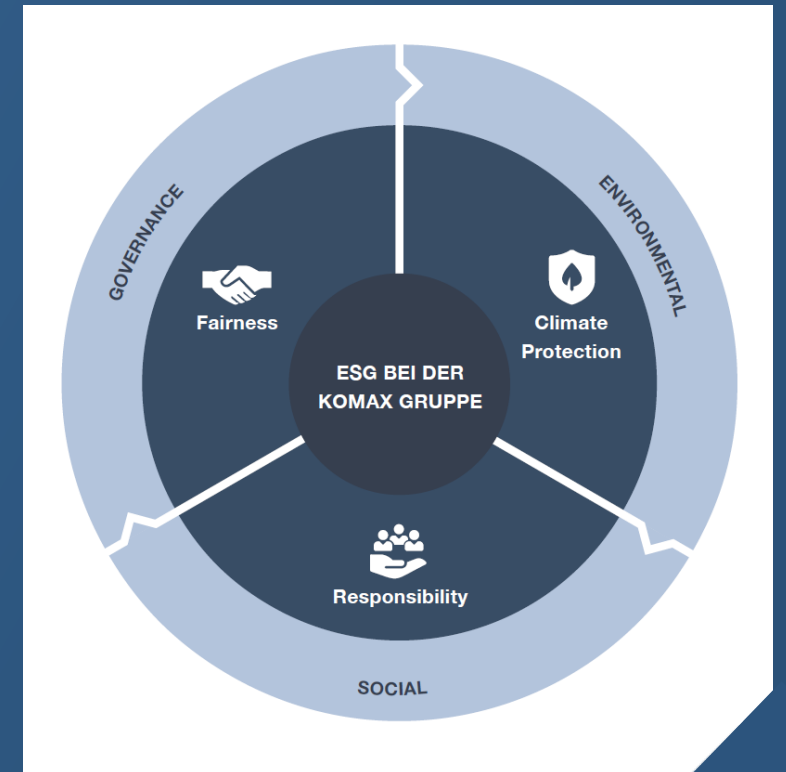 GOVERNANCE
ENVIRONMENTAL
Fairness
Climate
Protection
ESG BEI DER
KOMAX GRUPPE
Responsibility
SOCIAL